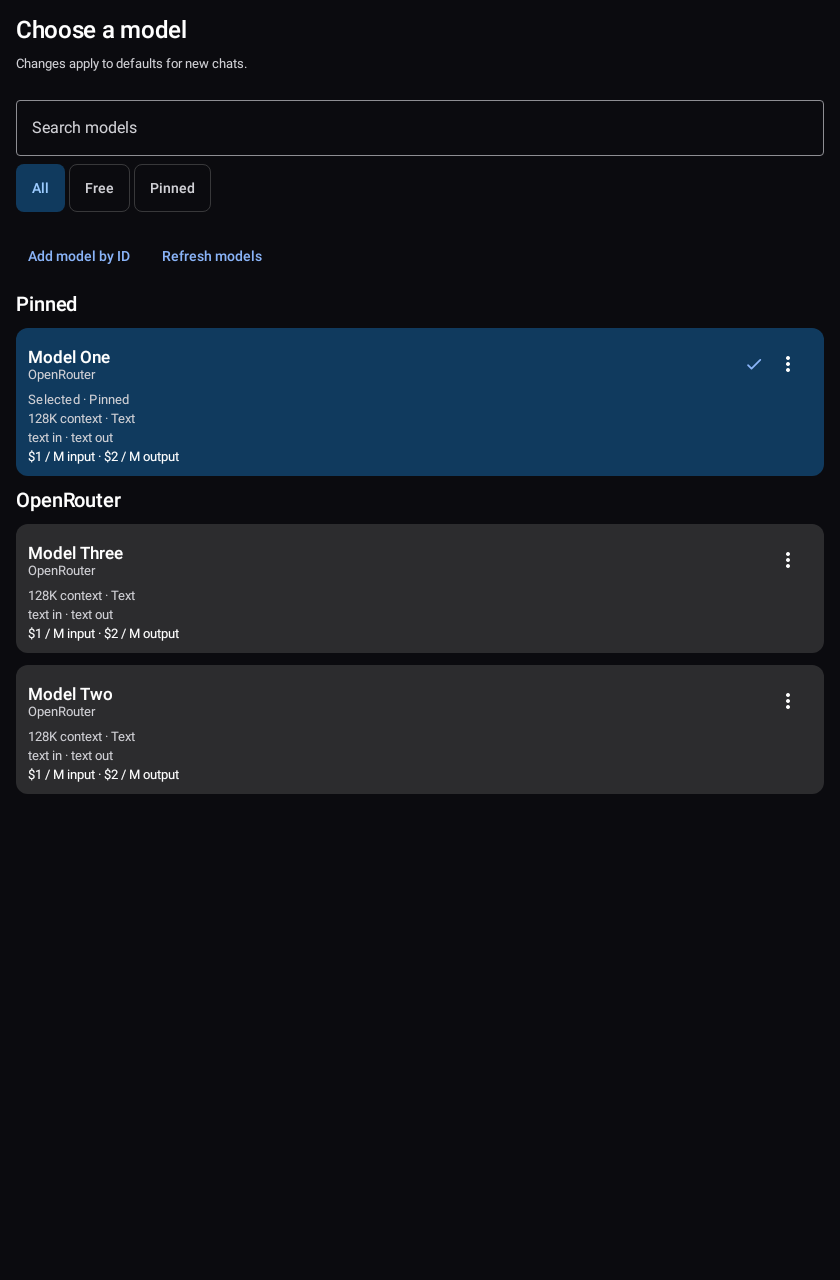 Choose a model
Changes apply to defaults for new chats.
Search models
All Free Pinned
Add model by ID Refresh models
Pinned
Model One
OpenRouter
Selected · Pinned
128K context · Text
text in · text out
$1 / M input · $2 / M output
OpenRouter
Model Three
OpenRouter
128K context · Text
text in · text out
$1 / M input · $2 / M output
Model Two
OpenRouter
128K context · Text
text in · text out
$1 / M input · $2 / M output